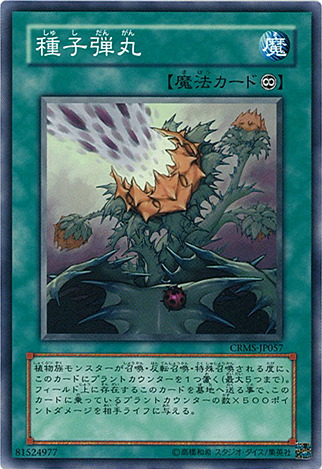 種子弾丸
魔
【魔法カード∞】
CRMS-JP057
植物族モンスターが召喚・反転召喚・特殊召喚される度に、
このカードにプラントカウンターを1つ置く(最大5つまで)。
フィールド上に存在するこのカードを墓地へ送る事で、この
カードに乗っているプラントカウンターの数×500ポイ
ントダメージを相手ライフに与える。
81524977
©高橋和希 スタジオ・ダイス/集英社